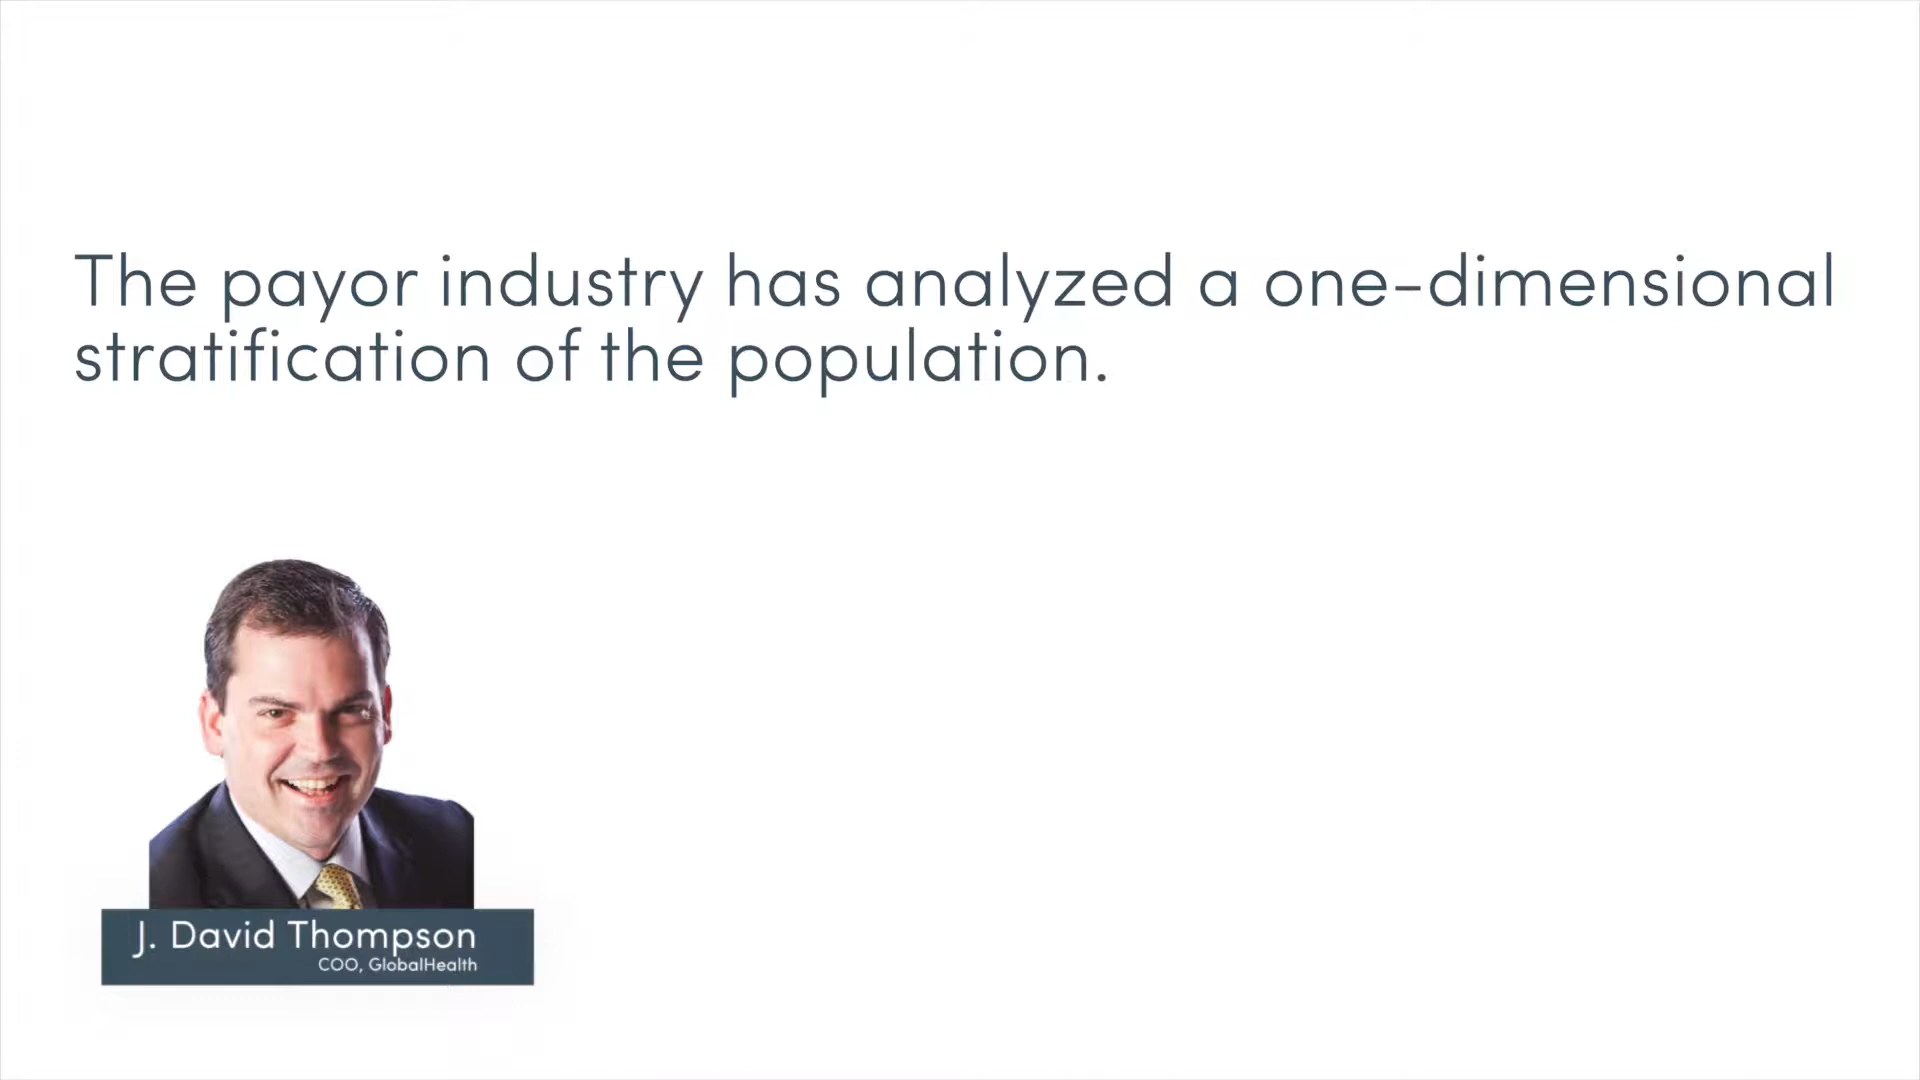 The payor industry has analyzed a one-dimensional
stratification of the population.
J. David Thompson
COO, GlobalHealth